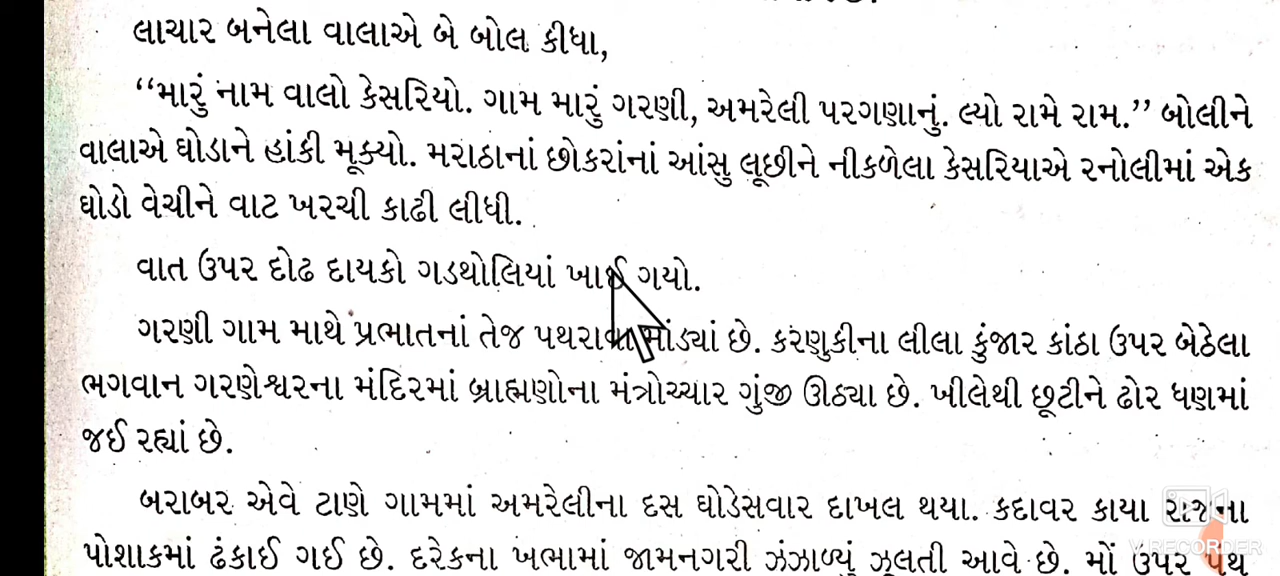 લાચાર બનેલા વાલાએ બે બોલ કીધા,
“મારું નામ વાલો કેસરિયો. ગામ મારું ગરણી, અમરેલી પરગણાનું. લ્યો રામે રામ.” બોલીને
વાલાએ ઘોડાને હાંકી મૂક્યો. મરાઠાનાં છોકરાંનાં આંસુ લૂછીને નીકળેલા કેસરિયાએ રનોલીમાં એક
ઘોડો વેચીને વાટ ખરચી કાઢી લીધી.
વાત ઉપર દોઢ દાયકો ગડથોલિયાં ખાઈ ગયો.
ગરણી ગામ માથે પ્રભાતનાં તેજ પથરાવા માંડ્યાં છે. કરણુકીના લીલા કુંજાર કાંઠા ઉપર બેઠેલા
ભગવાન ગરણેશ્વરના મંદિરમાં બ્રાહ્મણોના મંત્રોચ્ચાર ગુંજી ઊઠ્યા છે. ખીલેથી છૂટીને ઢોર ધણમાં
જઈ રહ્યાં છે.
બરાબર એવે ટાણે ગામમાં અમરેલીના દસ ઘોડેસવાર દાખલ થયા. કદાવર કાયા રાજના
પોશાકમાં ઢંકાઈ ગઈ છે. દરેકના ખભામાં જામનગરી ઝંઝાળ્યું ઝૂલતી આવે છે. મોં ઉપર પંથ
V RECORDER